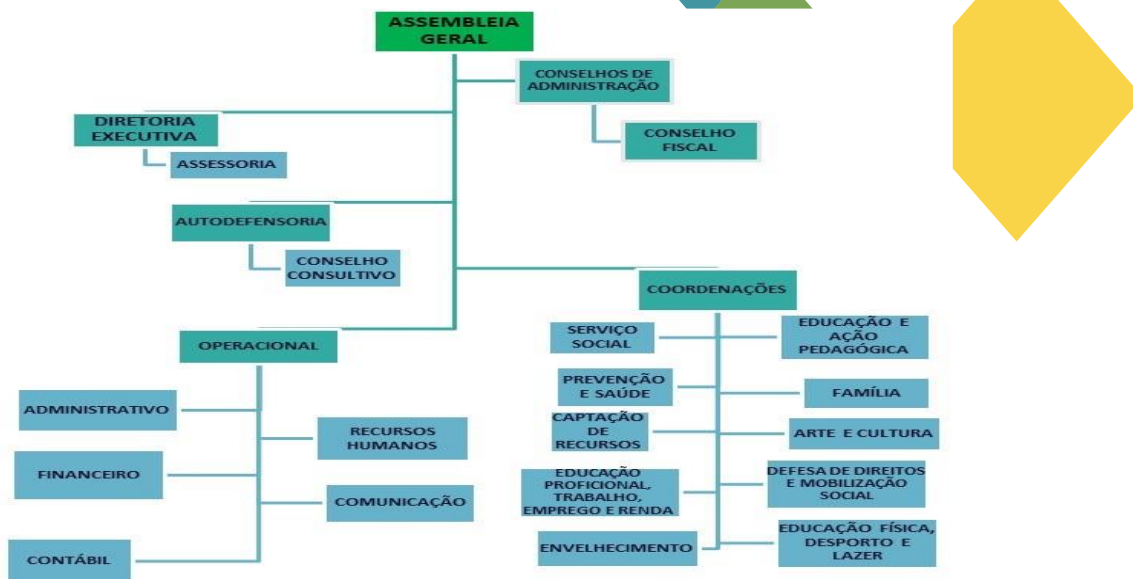 ASSEMBLEIA
GERAL
CONSELHOS DE
ADMINISTRAÇÃO
DIRETORIA
EXECUTIVA
CONSELHO
FISCAL
ASSESSORIA
AUTODEFENSORIA
CONSELHO
CONSULTIVO
COORDENAÇÕES
OPERACIONAL
SERVIÇO
SOCIAL
EDUCAÇÃO E
AÇÃO
PEDAGÓGICA
PREVENÇÃO
E SAÚDE
FAMÍLIA
ADMINISTRATIVO
CAPTAÇÃO
DE
RECURSOS
ARTE E CULTURA
RECURSOS
HUMANOS
FINANCEIRO
EDUCAÇÃO
PROFICIONAL,
TRABALHO,
EMPREGO E RENDA
DEFESA DE DIREITOS
E MOBILIZAÇÃO
SOCIAL
COMUNICAÇÃO
ENVELHECIMENTO
EDUCAÇÃO FÍSICA,
DESPORTO E
LAZER
CONTÁBIL